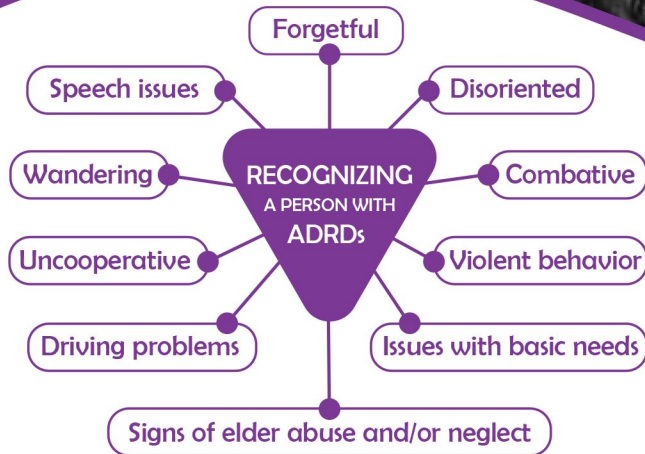 Forgetful
Speech issues
Disoriented
RECOGNIZING
A PERSON WITH
ADRDs
Wandering
Combative
Uncooperative
Violent behavior
Driving problems
Issues with basic needs
Signs of elder abuse and/or neglect